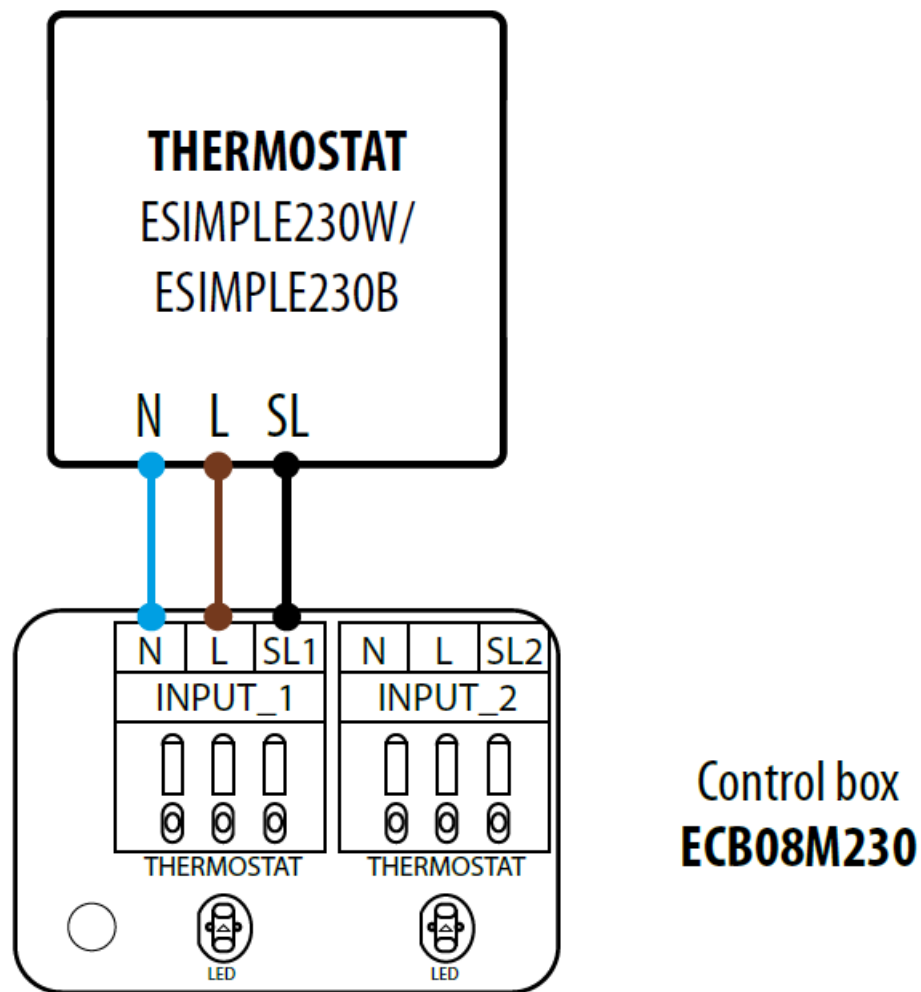 THERMOSTAT
ESIMPLE230W/
ESIMPLE230B
N L SL
N L SL1 N L SL2
INPUT_1 INPUT_2
THERMOSTAT THERMOSTAT
LED LED
Control box
ECB08M230